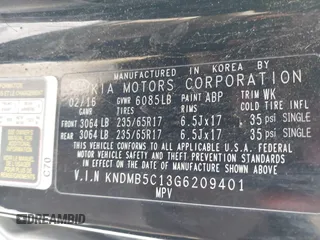 MANUFACTURED IN KOREA BY
KIA MOTORS CORPORATION
02/16 GVWR 6085LB PAINT ABP TRIM WK
GAWR TIRES RIMS COLD TIRE INFLATION
FRONT 3064 LB 235/65R17 6.5Jx17 35 psi SINGLE
REAR 3064 LB 235/65R17 6.5Jx17 35 psi SINGLE
THIS VEHICLE CONFORMS TO ALL APPLICABLE U.S.A. FEDERAL
MOTOR VEHICLE SAFETY AND THEFT PREVENTION STANDARDS
IN EFFECT ON THE DATE OF MANUFACTURE SHOWN ABOVE
V.I.N KNDMB5C13G6209401
MPV
C70
DREAMBID